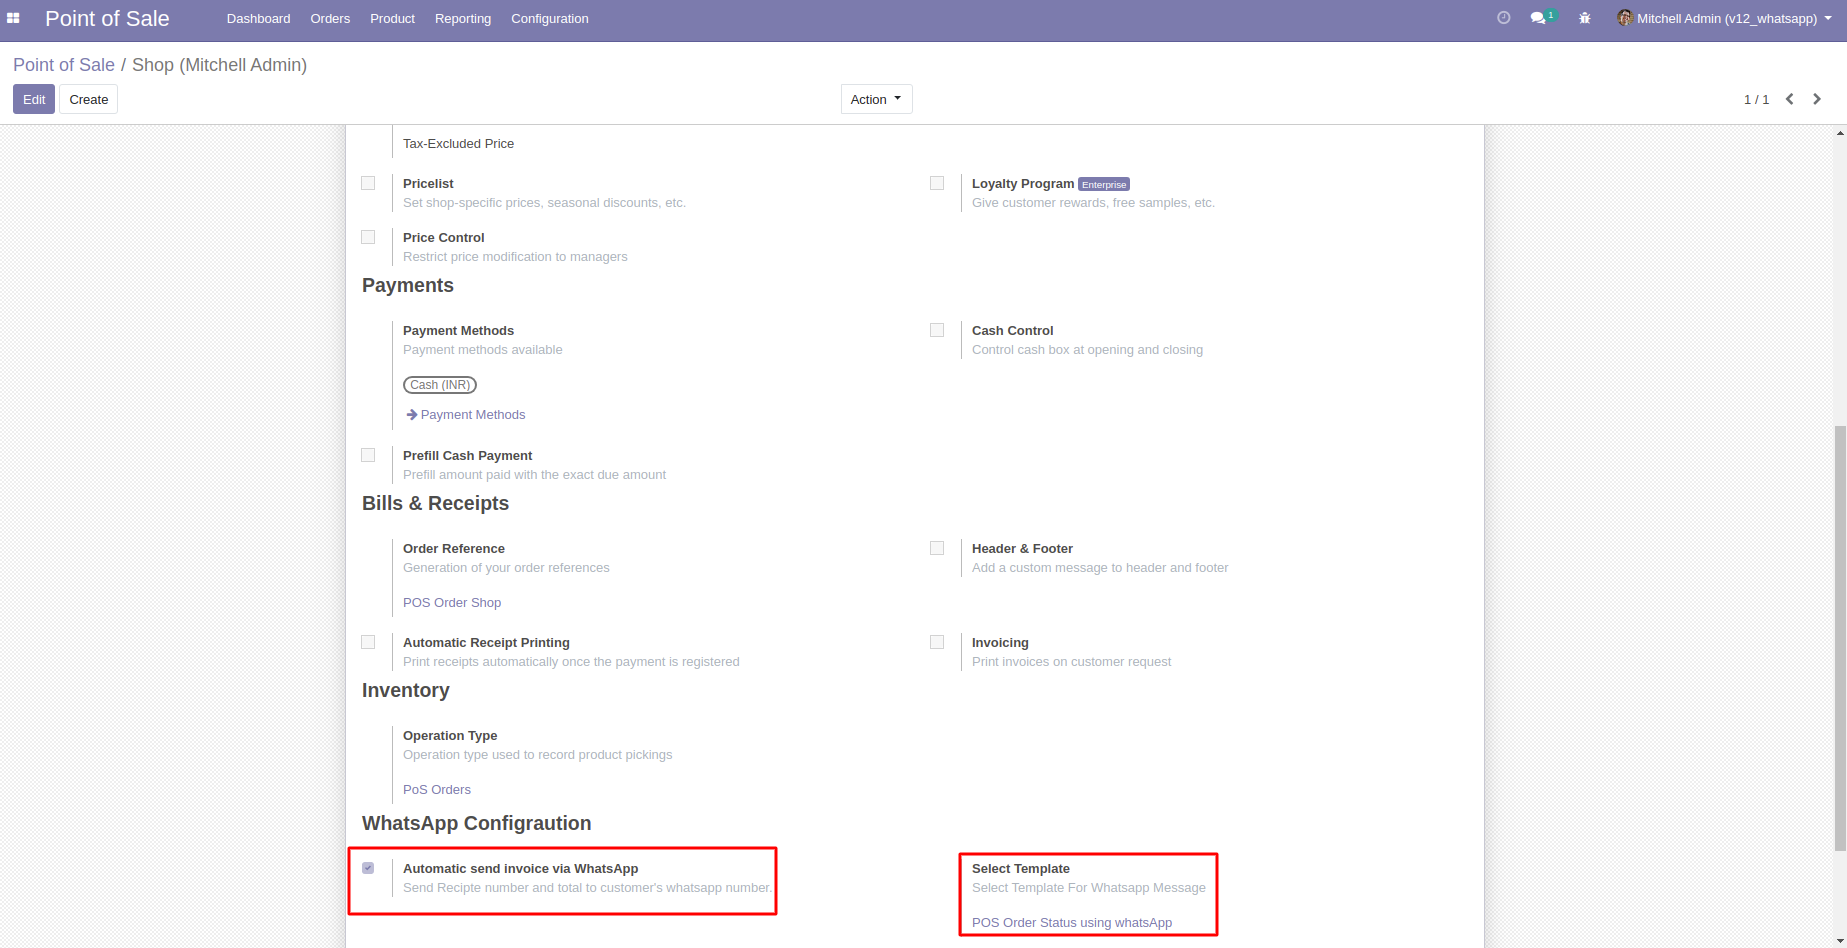 Point of Sale Dashboard Orders Product Reporting Configuration 1 Mitchell Admin (v12_whatsapp)
Point of Sale / Shop (Mitchell Admin)
Edit Create Action 1 / 1
Tax-Excluded Price
Pricelist
Set shop-specific prices, seasonal discounts, etc.
Loyalty Program Enterprise
Give customer rewards, free samples, etc.
Price Control
Restrict price modification to managers
Payments
Payment Methods
Payment methods available
Cash (INR)
Payment Methods
Cash Control
Control cash box at opening and closing
Prefill Cash Payment
Prefill amount paid with the exact due amount
Bills & Receipts
Order Reference
Generation of your order references
POS Order Shop
Header & Footer
Add a custom message to header and footer
Automatic Receipt Printing
Print receipts automatically once the payment is registered
Invoicing
Print invoices on customer request
Inventory
Operation Type
Operation type used to record product pickings
PoS Orders
WhatsApp Configraution
Automatic send invoice via WhatsApp
Send Recipte number and total to customer's whatsapp number.
Select Template
Select Template For Whatsapp Message
POS Order Status using whatsApp